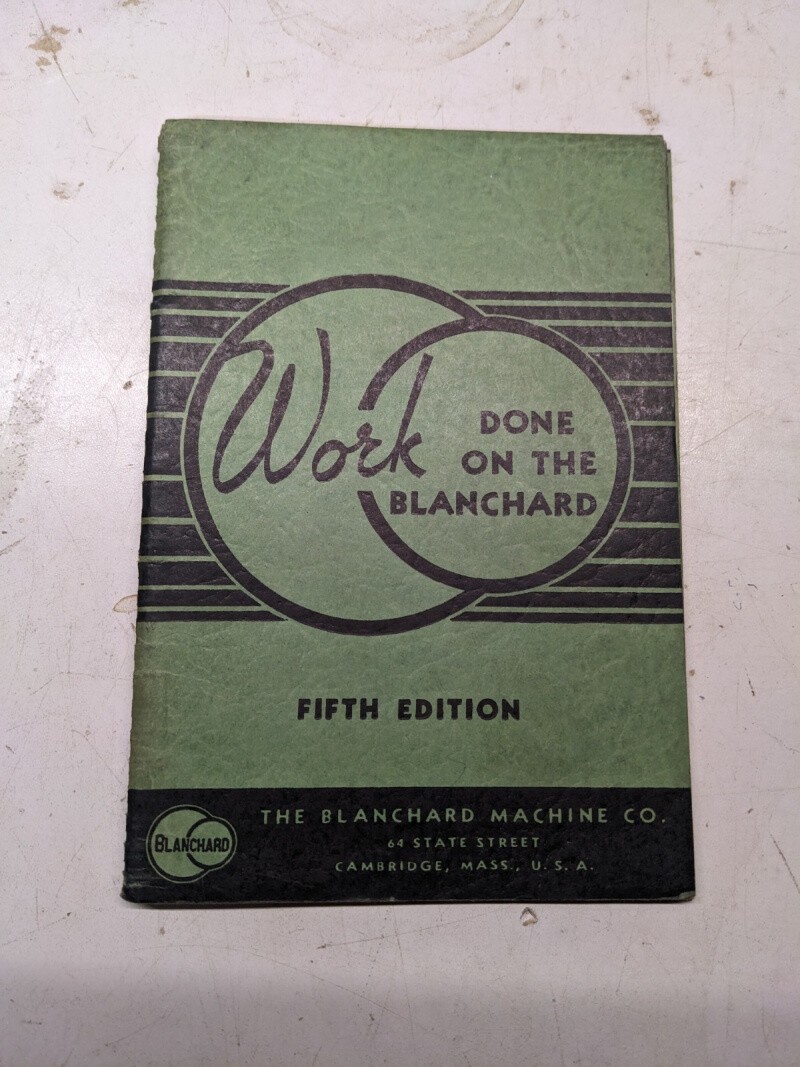 Work
DONE
ON THE
BLANCHARD
FIFTH EDITION
THE BLANCHARD MACHINE CO.
64 STATE STREET
CAMBRIDGE, MASS., U. S. A.
BLANCHARD